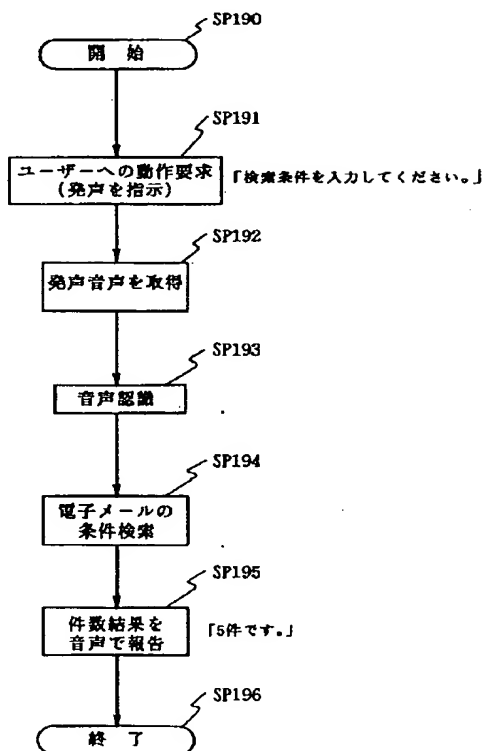 SP190
開 始
SP191
ユーザーへの動作要求
(発声を指示)
「検索条件を入力してください。」
SP192
発声音声を取得
SP193
音声認識
SP194
電子メールの
条件検索
SP195
件数結果を
音声で報告
「5件です。」
SP196
終 了